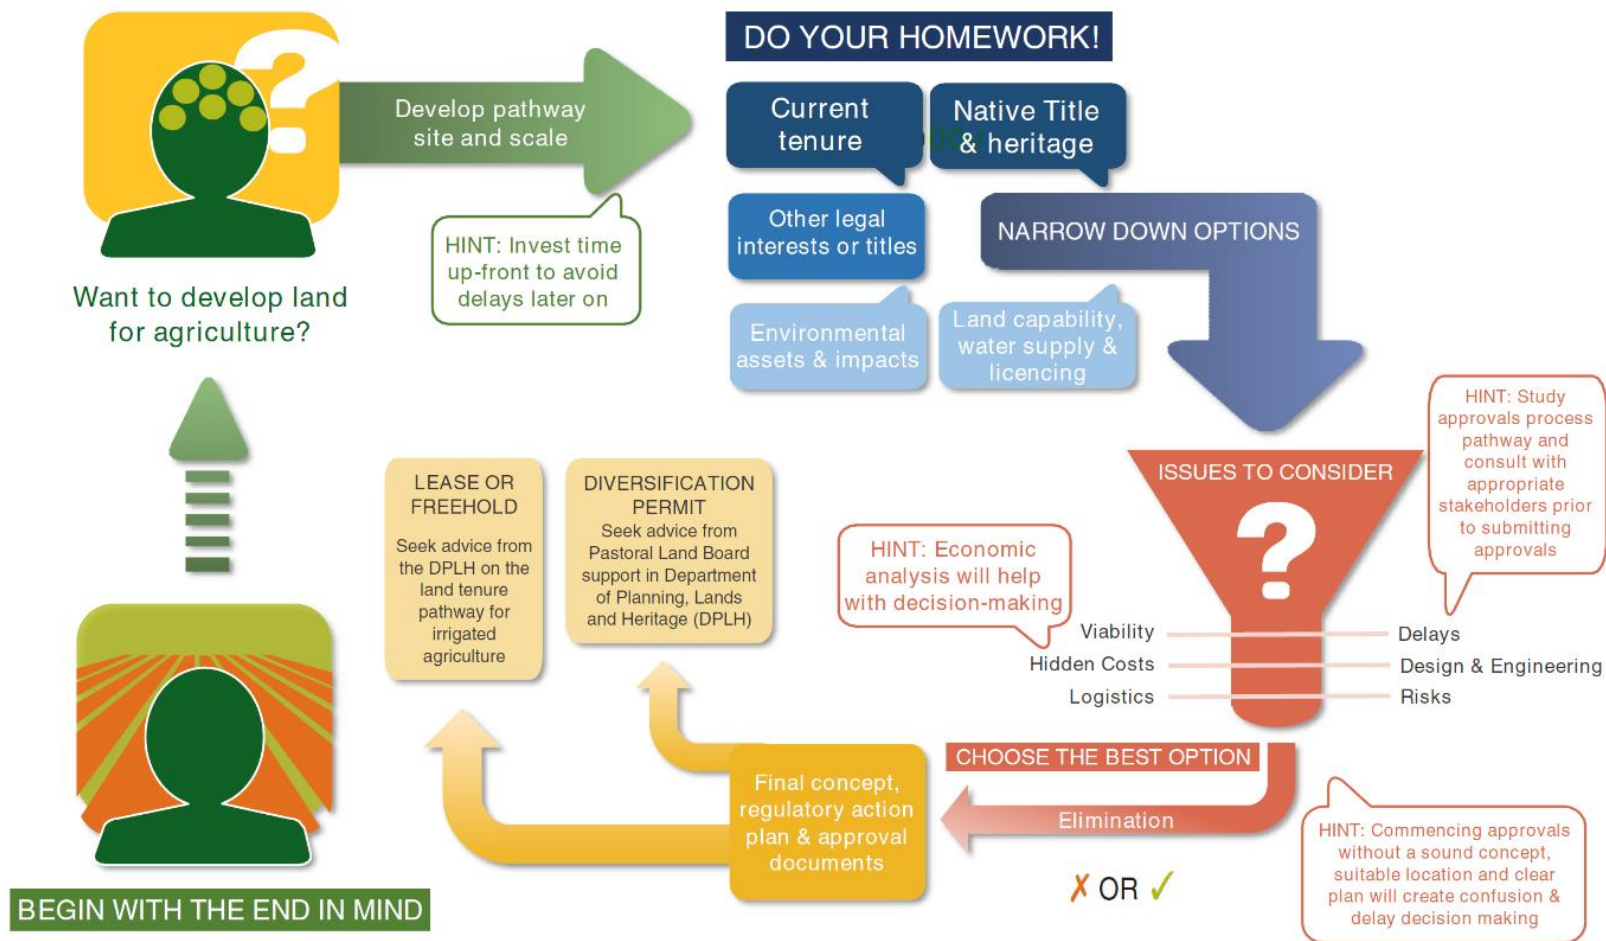 DO YOUR HOMEWORK!
Develop pathway
site and scale
Current
tenure
Native Title
& heritage
Other legal
interests or titles
Environmental
assets & impacts
Land capability,
water supply &
licencing
HINT: Invest time
up-front to avoid
delays later on
Want to develop land
for agriculture?
NARROW DOWN OPTIONS
ISSUES TO CONSIDER
?
HINT: Study
approvals process
pathway and
consult with
appropriate
stakeholders prior
to submitting
approvals
HINT: Economic
analysis will help
with decision-making
Viability
Hidden Costs
Logistics
Delays
Design & Engineering
Risks
CHOOSE THE BEST OPTION
Elimination
✗ OR ✓
HINT: Commencing approvals
without a sound concept,
suitable location and clear
plan will create confusion &
delay decision making
Final concept,
regulatory action
plan & approval
documents
DIVERSIFICATION
PERMIT
Seek advice from
Pastoral Land Board
support in Department
of Planning, Lands
and Heritage (DPLH)
LEASE OR
FREEHOLD
Seek advice from
the DPLH on the
land tenure
pathway for
irrigated
agriculture
BEGIN WITH THE END IN MIND